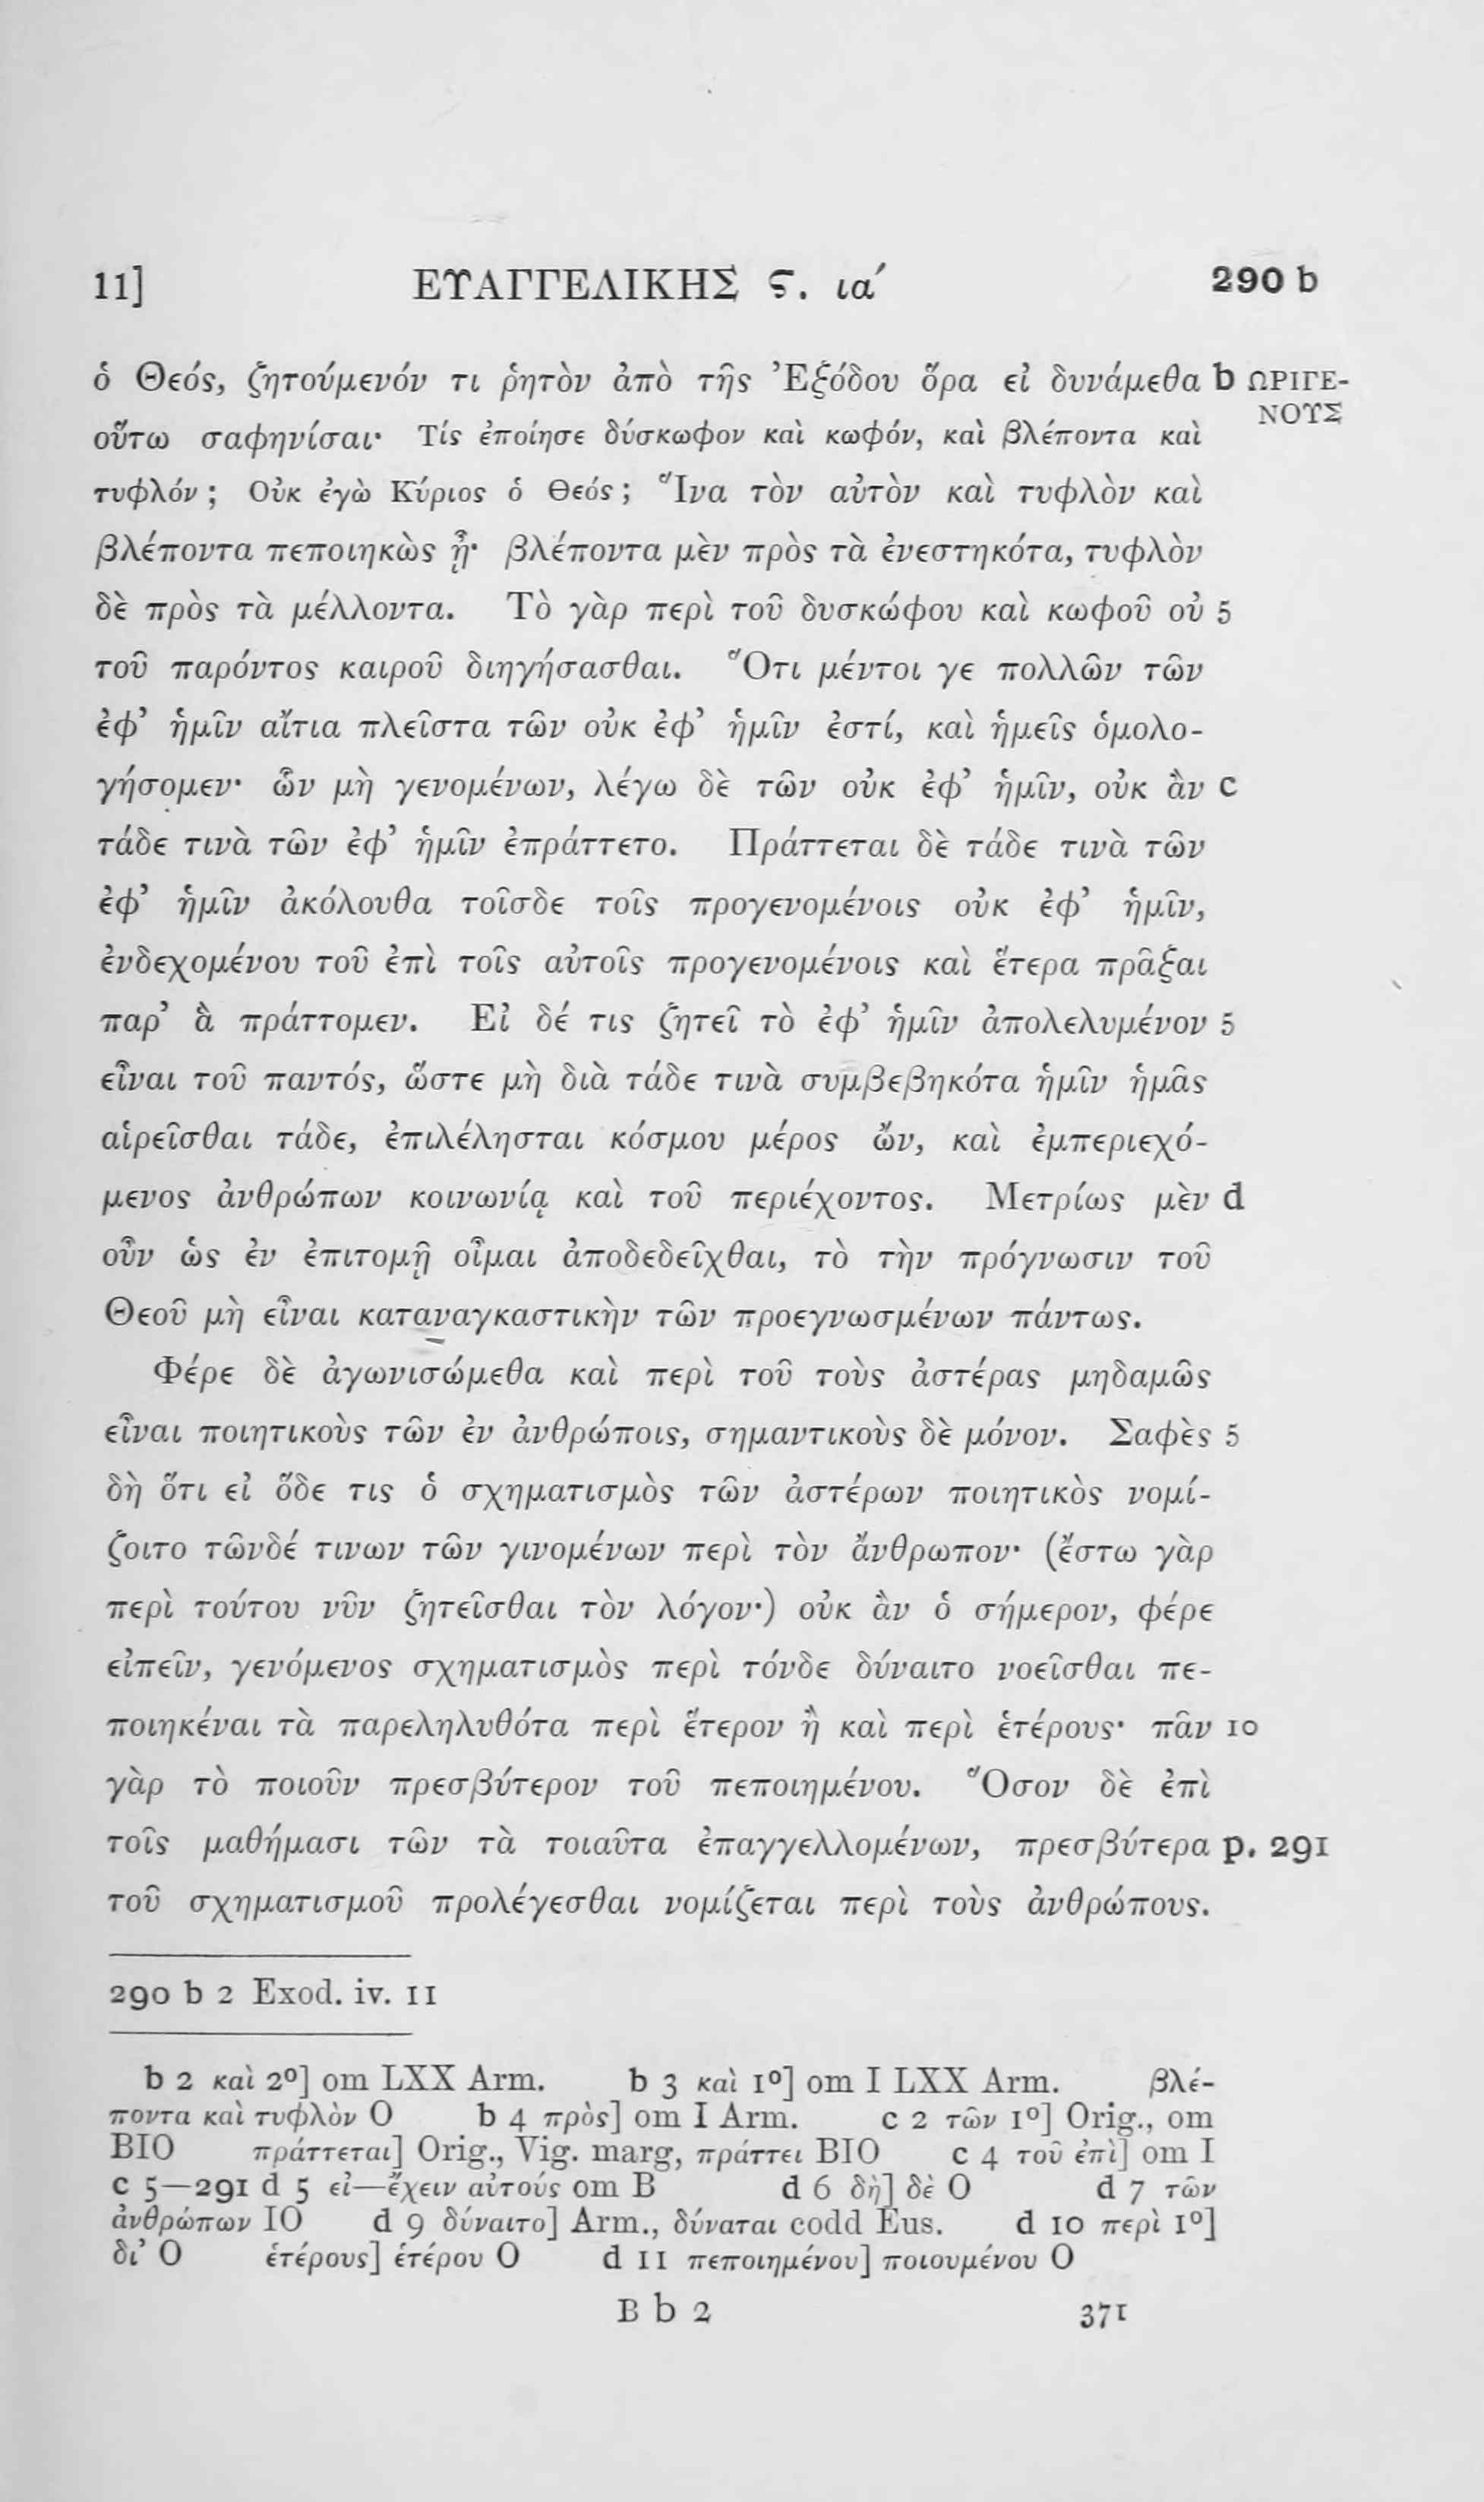 11] ΕΥΑΓΓΕΛΙΚΗΣ ϛ. ια΄ 290 b
ὁ Θεός, ζητούμενόν τι ῥητὸν ἀπὸ τῆς Ἐξόδου ὅρα εἰ δυνάμεθα b ΩΡΙΓΕ-
ΝΟΥΣ
οὕτω σαφηνίσαι· Τίς ἐποίησε δύσκωφον καὶ κωφόν, καὶ βλέποντα καὶ
τυφλόν; Οὐκ ἐγὼ Κύριος ὁ Θεός; Ἵνα τὸν αὐτὸν καὶ τυφλὸν καὶ
βλέποντα πεποιηκὼς ᾖ· βλέποντα μὲν πρὸς τὰ ἐνεστηκότα, τυφλὸν
δὲ πρὸς τὰ μέλλοντα. Τὸ γὰρ περὶ τοῦ δυσκώφου καὶ κωφοῦ οὐ 5
τοῦ παρόντος καιροῦ διηγήσασθαι. Ὅτι μέντοι γε πολλῶν τῶν
ἐφ’ ἡμῖν αἴτια πλεῖστα τῶν οὐκ ἐφ’ ἡμῖν ἐστί, καὶ ἡμεῖς ὁμολο-
γήσομεν· ὧν μὴ γενομένων, λέγω δὲ τῶν οὐκ ἐφ’ ἡμῖν, οὐκ ἂν c
τάδε τινὰ τῶν ἐφ’ ἡμῖν ἐπράττετο. Πράττεται δὲ τάδε τινὰ τῶν
ἐφ’ ἡμῖν ἀκόλουθα τοῖσδε τοῖς προγενομένοις οὐκ ἐφ’ ἡμῖν,
ἐνδεχομένου τοῦ ἐπὶ τοῖς αὐτοῖς προγενομένοις καὶ ἕτερα πρᾶξαι
παρ’ ἃ πράττομεν. Εἰ δέ τις ζητεῖ τὸ ἐφ’ ἡμῖν ἀπολελυμένον 5
εἶναι τοῦ παντός, ὥστε μὴ διὰ τάδε τινὰ συμβεβηκότα ἡμῖν ἡμᾶς
αἱρεῖσθαι τάδε, ἐπιλέλησται κόσμου μέρος ὤν, καὶ ἐμπεριεχό-
μενος ἀνθρώπων κοινωνίᾳ καὶ τοῦ περιέχοντος. Μετρίως μὲν d
οὖν ὡς ἐν ἐπιτομῇ οἶμαι ἀποδεδεῖχθαι, τὸ τὴν πρόγνωσιν τοῦ
Θεοῦ μὴ εἶναι καταναγκαστικὴν τῶν προεγνωσμένων πάντως.
Φέρε δὲ ἀγωνισώμεθα καὶ περὶ τοῦ τοὺς ἀστέρας μηδαμῶς
εἶναι ποιητικοὺς τῶν ἐν ἀνθρώποις, σημαντικοὺς δὲ μόνον. Σαφὲς 5
δὴ ὅτι εἰ ὅδε τις ὁ σχηματισμὸς τῶν ἀστέρων ποιητικὸς νομί-
ζοιτο τῶνδέ τινων τῶν γινομένων περὶ τὸν ἄνθρωπον· (ἔστω γὰρ
περὶ τούτου νῦν ζητεῖσθαι τὸν λόγον·) οὐκ ἂν ὁ σήμερον, φέρε
εἰπεῖν, γενόμενος σχηματισμὸς περὶ τόνδε δύναιτο νοεῖσθαι πε-
ποιηκέναι τὰ παρεληλυθότα περὶ ἕτερον ἢ καὶ περὶ ἑτέρους· πᾶν 10
γὰρ τὸ ποιοῦν πρεσβύτερον τοῦ πεποιημένου. Ὅσον δὲ ἐπὶ
τοῖς μαθήμασι τῶν τὰ τοιαῦτα ἐπαγγελλομένων, πρεσβύτερα p. 291
τοῦ σχηματισμοῦ προλέγεσθαι νομίζεται περὶ τοὺς ἀνθρώπους.
290 b 2 Exod. iv. 11
b 2 καὶ 2º] om LXX Arm. b 3 καὶ 1º] om I LXX Arm. βλέ-
ποντα καὶ τυφλὸν O b 4 πρὸς] om I Arm. c 2 τῶν 1º] Orig., om
BIO πράττεται] Orig., Vig. marg, πράττει BIO c 4 τοῦ ἐπὶ] om I
c 5—291 d 5 εἰ—ἔχειν αὐτούς om B d 6 δὴ] δὲ O d 7 τῶν
ἀνθρώπων IO d 9 δύναιτο] Arm., δύναται codd Eus. d 10 περὶ 1º]
δι’ O ἑτέρους] ἑτέρου O d 11 πεποιημένου] ποιουμένου O
B b 2 371